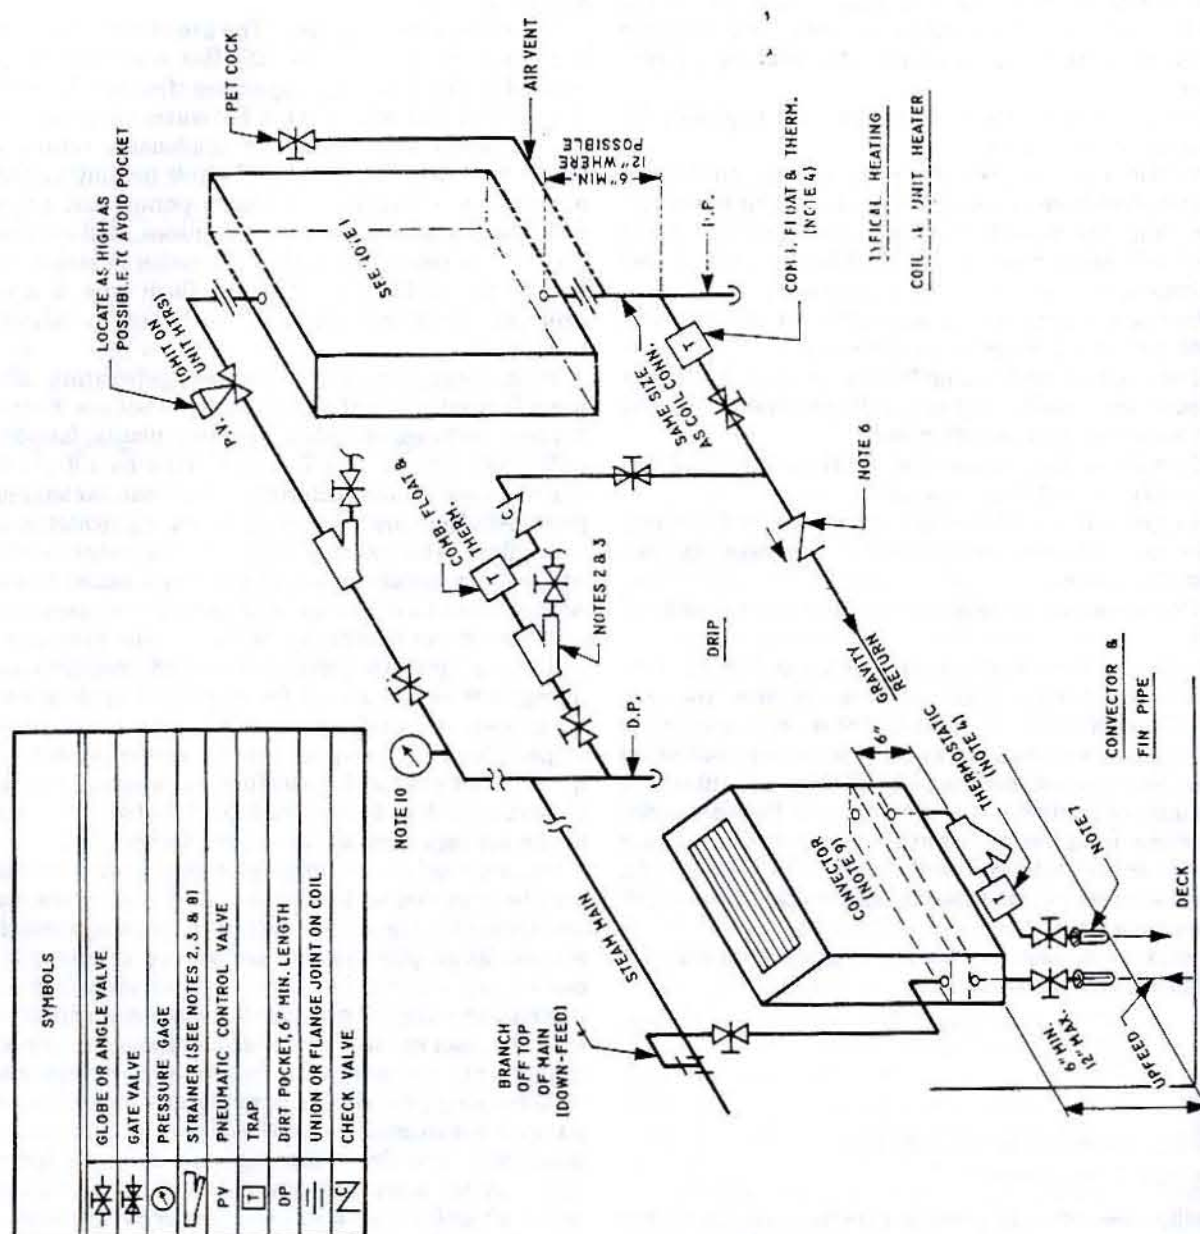 SYMBOLS
GLOBE OR ANGLE VALVE
GATE VALVE
PRESSURE GAGE
STRAINER (SEE NOTES 2, 3 & 8)
PV PNEUMATIC CONTROL VALVE
T TRAP
DP DIRT POCKET, 6" MIN. LENGTH
UNION OR FLANGE JOINT ON COIL
C CHECK VALVE
LOCATE AS HIGH AS
POSSIBLE TO AVOID POCKET
PET COCK
(OMIT ON
UNIT HTRS)
P.V.
SEE NOTE 1
AIR VENT
6" MIN.-
12" WHERE
POSSIBLE
SAME SIZE
AS COIL CONN.
T
D.P.
COMB. FLOAT & THERM.
(NOTE 4)
TYPICAL HEATING
COIL & UNIT HEATER
NOTE 10
COMB FLOAT &
THERM.
T
C
NOTES 2 & 3
D.P.
DRIP
NOTE 6
GRAVITY
RETURN
STEAM MAIN
BRANCH
OFF TOP
OF MAIN
(DOWN-FEED)
CONVECTOR
(NOTE 9)
6"
THERMOSTATIC
(NOTE 4)
T
NOTE 7
CONVECTOR &
FIN PIPE
6" MIN
12" MAX.
UPFEED
DECK